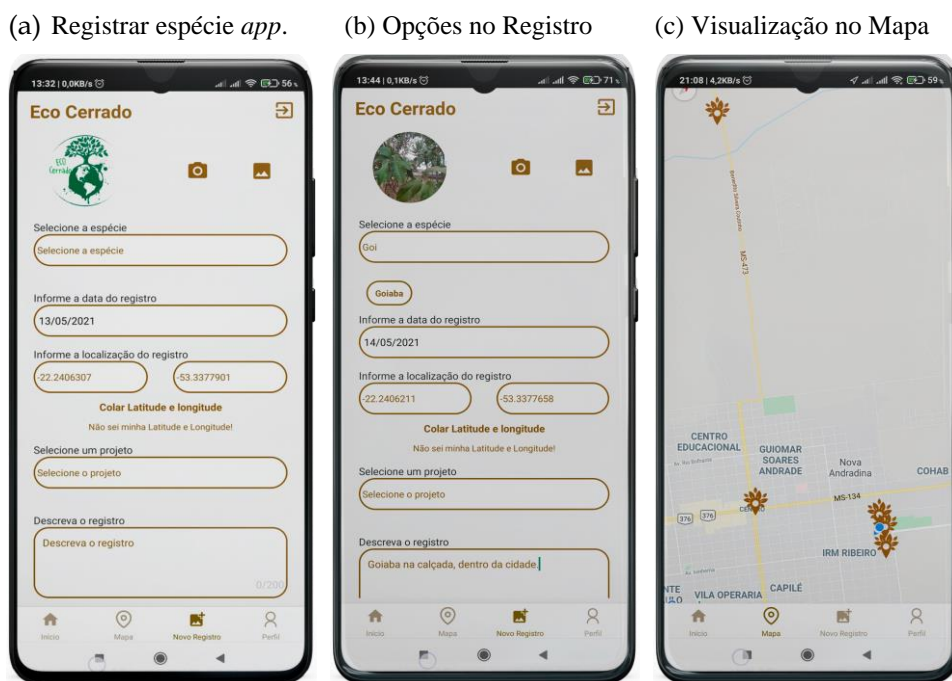 (a) Registrar espécie app.
(b) Opções no Registro
(c) Visualização no Mapa
13:32 | 0,0KB/s
56
Eco Cerrado
ECO
Cerrado
Selecione a espécie
Selecione a espécie
Informe a data do registro
13/05/2021
Informe a localização do registro
-22.2406307
-53.3377901
Colar Latitude e longitude
Não sei minha Latitude e Longitude!
Selecione um projeto
Selecione o projeto
Descreva o registro
Descreva o registro
0/200
Início
Mapa
Novo Registro
Perfil
13:44 | 0,1KB/s
71
Eco Cerrado
Selecione a espécie
Goi
Goiaba
Informe a data do registro
14/05/2021
Informe a localização do registro
-22.2406211
-53.3377658
Colar Latitude e longitude
Não sei minha Latitude e Longitude!
Selecione um projeto
Selecione o projeto
Descreva o registro
Goiaba na calçada, dentro da cidade.
Início
Mapa
Novo Registro
Perfil
21:08 | 4,2KB/s
59
MS-473
CENTRO
EDUCACIONAL
GUIOMAR
SOARES
ANDRADE
Nova
Andradina
COHAB
MS-134
376
376
IRM RIBEIRO
VILA OPERARIA
CAPILÉ
Início
Mapa
Novo Registro
Perfil